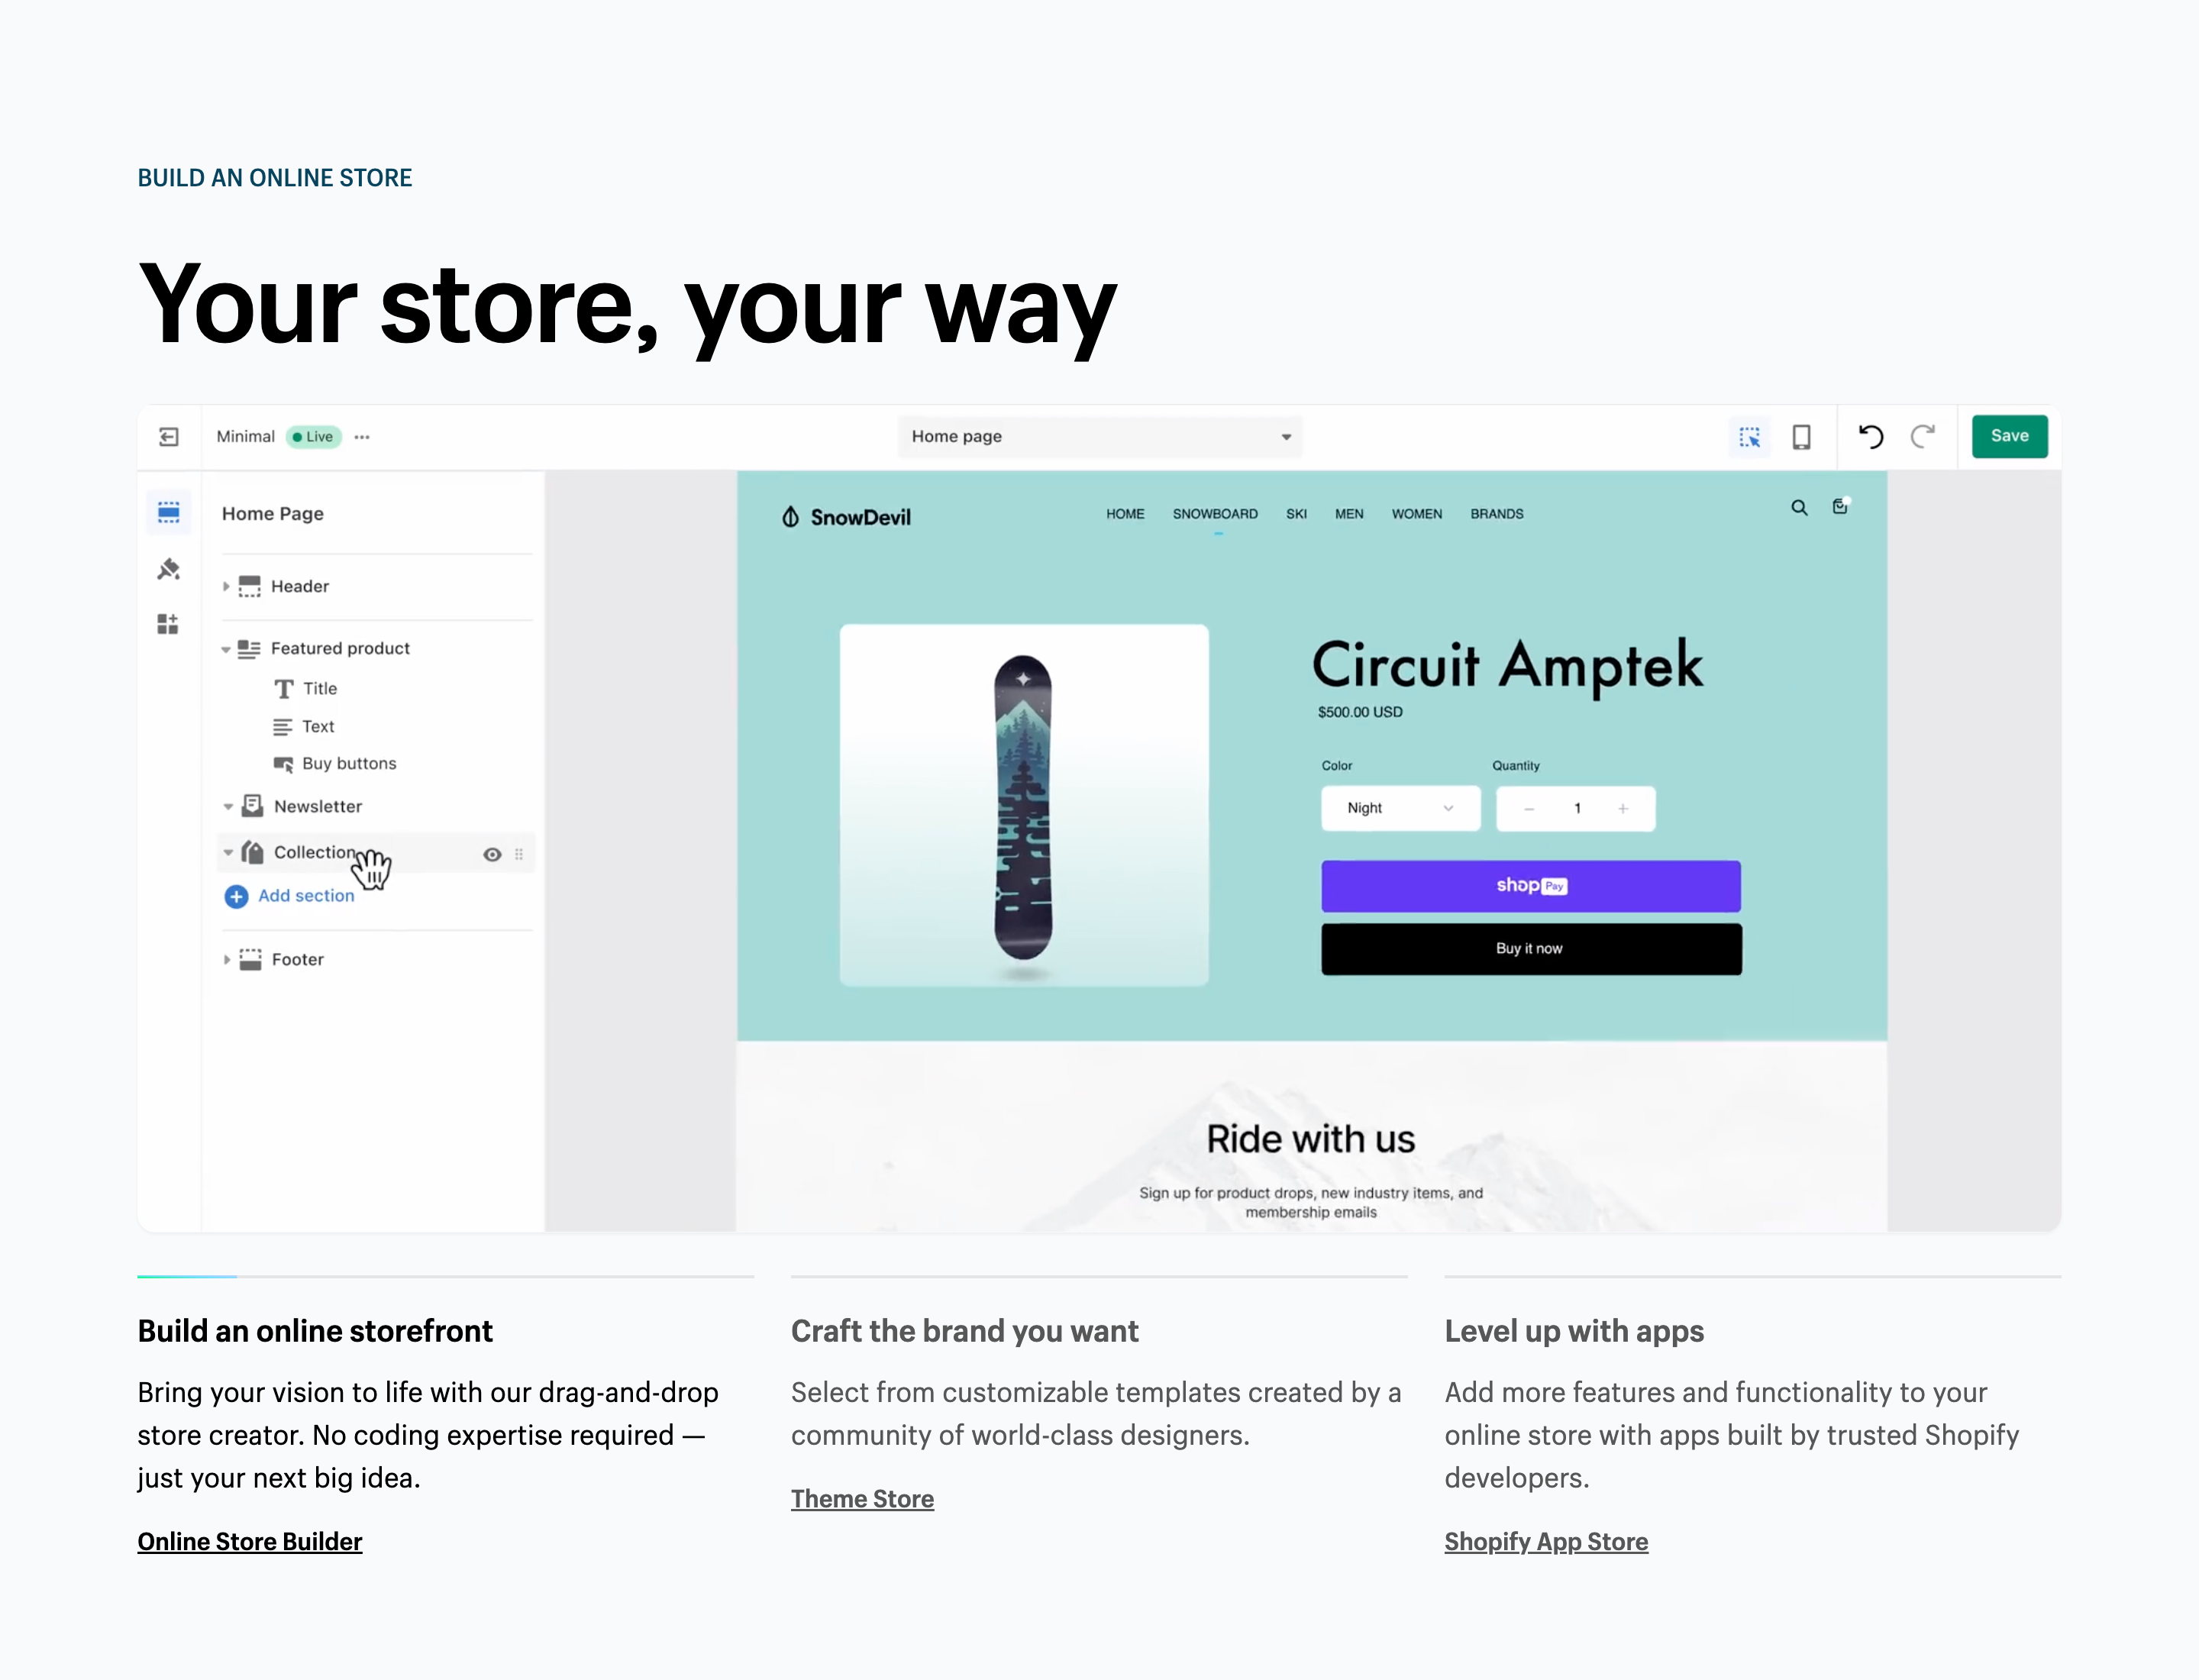 BUILD AN ONLINE STORE
Your store, your way
Minimal
Live
Home page
Save
Home Page
Header
Featured product
Title
Text
Buy buttons
Newsletter
Collection
Add section
Footer
SnowDevil
HOME SNOWBOARD SKI MEN WOMEN BRANDS
Circuit Amptek
$500.00 USD
Color Quantity
Night 1
shop Pay
Buy it now
Ride with us
Sign up for product drops, new industry items, and
membership emails
Build an online storefront
Bring your vision to life with our drag-and-drop
store creator. No coding expertise required —
just your next big idea.
Online Store Builder
Craft the brand you want
Select from customizable templates created by a
community of world-class designers.
Theme Store
Level up with apps
Add more features and functionality to your
online store with apps built by trusted Shopify
developers.
Shopify App Store